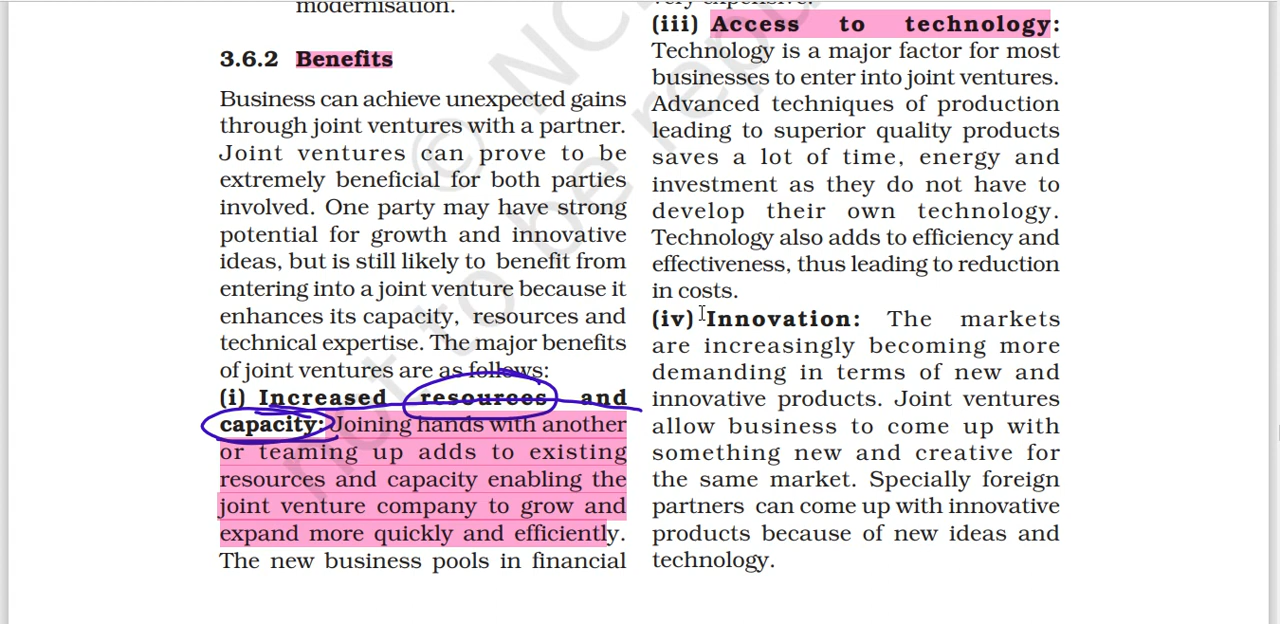 modernisation.
3.6.2 Benefits
Business can achieve unexpected gains
through joint ventures with a partner.
Joint ventures can prove to be
extremely beneficial for both parties
involved. One party may have strong
potential for growth and innovative
ideas, but is still likely to benefit from
entering into a joint venture because it
enhances its capacity, resources and
technical expertise. The major benefits
of joint ventures are as follows:
(i) Increased resources and
capacity: Joining hands with another
or teaming up adds to existing
resources and capacity enabling the
joint venture company to grow and
expand more quickly and efficiently.
The new business pools in financial
(iii) Access to technology:
Technology is a major factor for most
businesses to enter into joint ventures.
Advanced techniques of production
leading to superior quality products
saves a lot of time, energy and
investment as they do not have to
develop their own technology.
Technology also adds to efficiency and
effectiveness, thus leading to reduction
in costs.
(iv) Innovation: The markets
are increasingly becoming more
demanding in terms of new and
innovative products. Joint ventures
allow business to come up with
something new and creative for
the same market. Specially foreign
partners can come up with innovative
products because of new ideas and
technology.
© NC
not to be rep